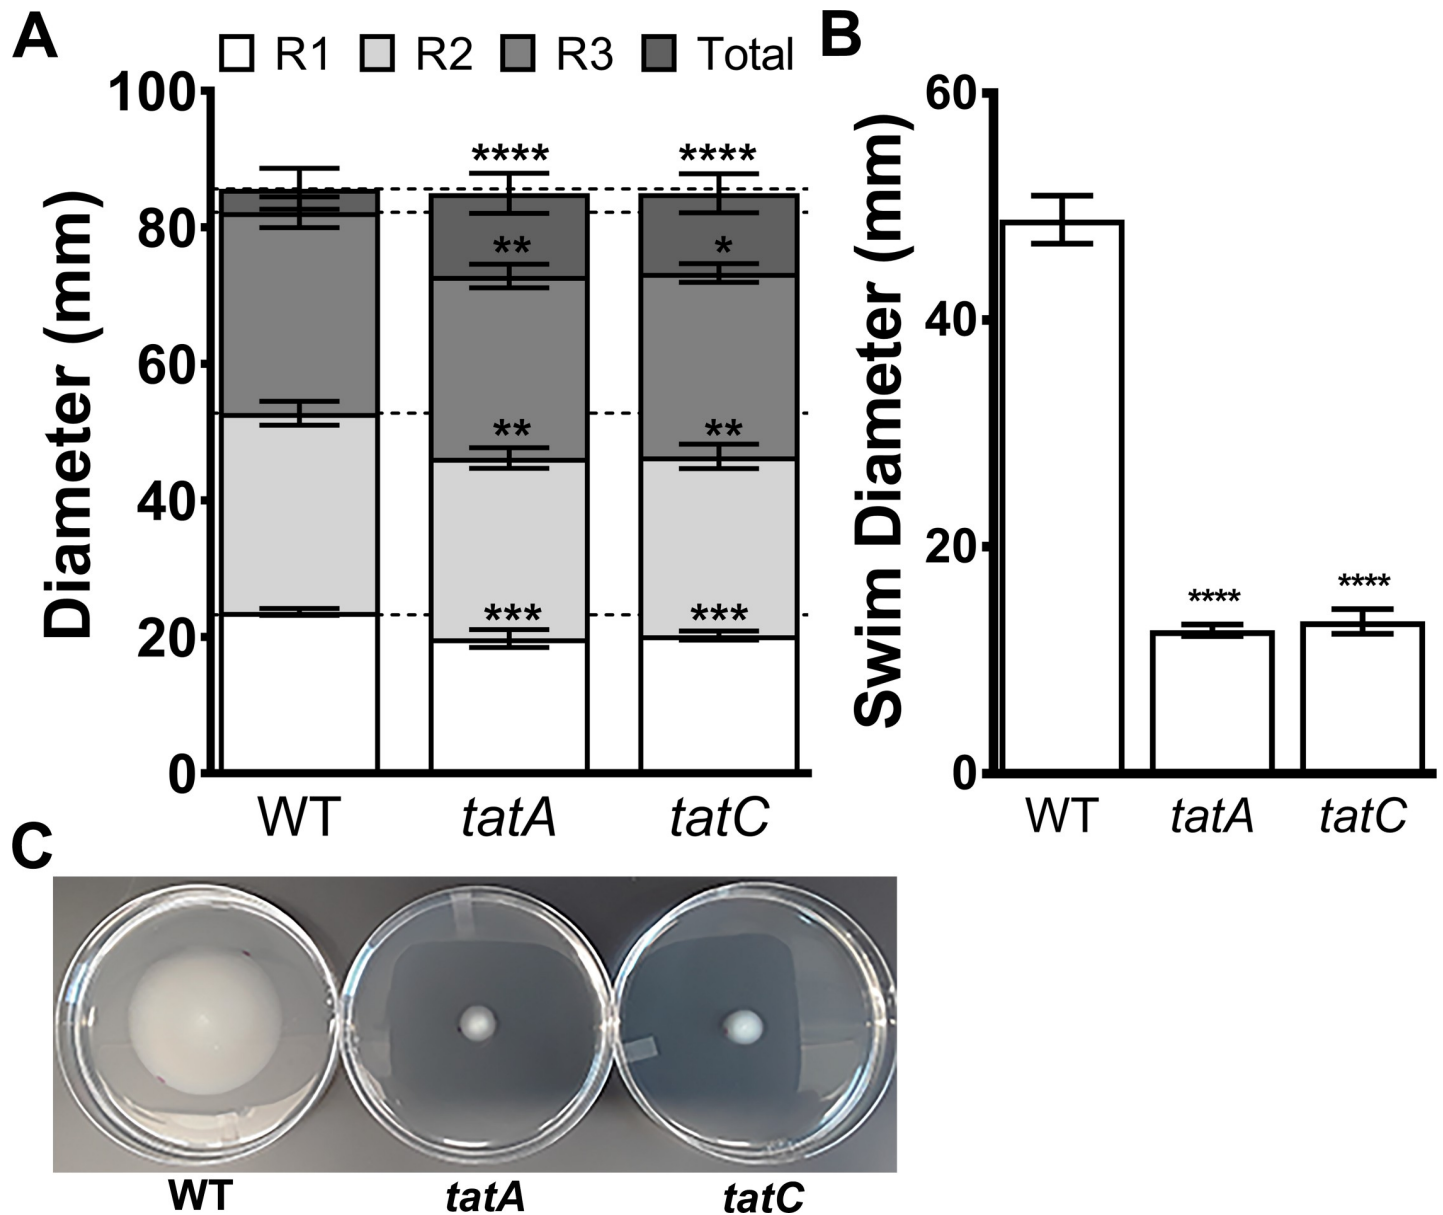 A
R1 R2 R3 Total
Diameter (mm)
100
80
60
40
20
0
****
****
**
*
**
**
***
***
WT tatA tatC
B
Swim Diameter (mm)
60
40
20
0
****
****
WT tatA tatC
C
WT tatA tatC